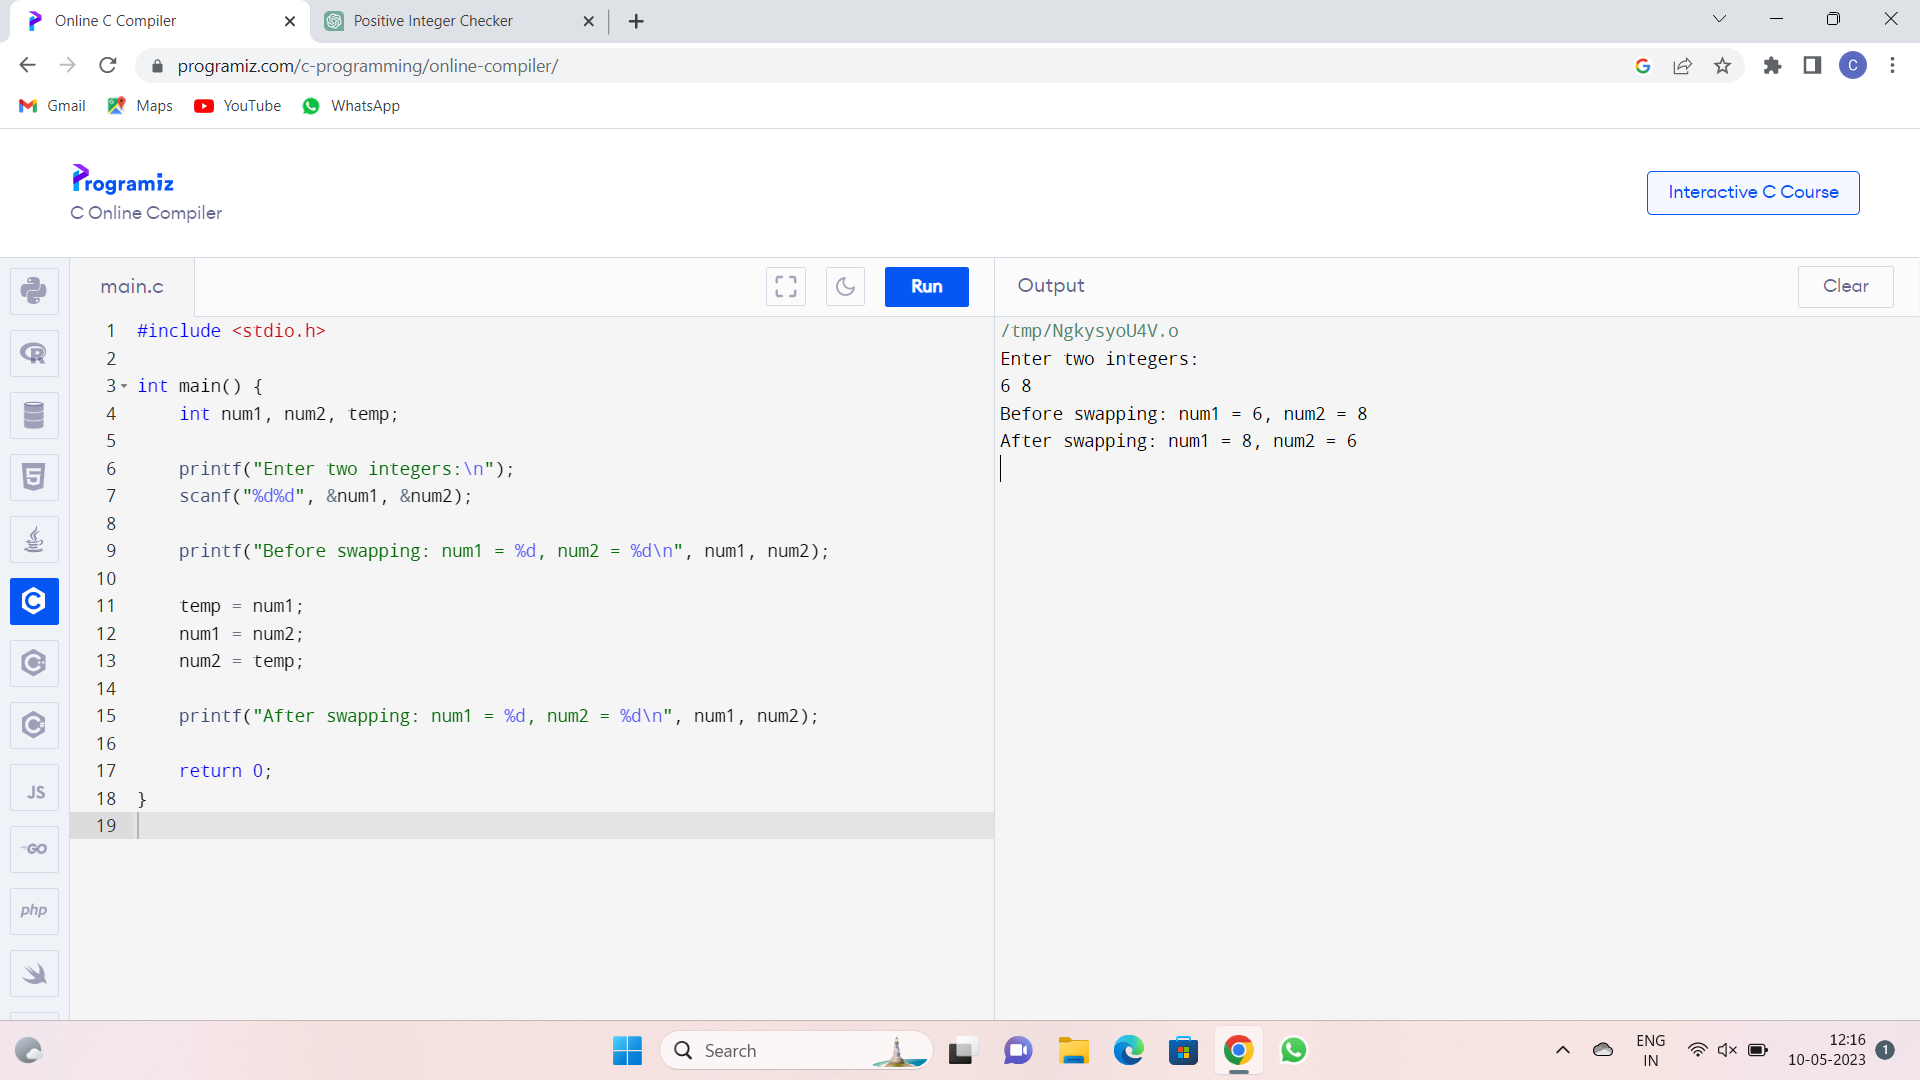 Online C Compiler
Positive Integer Checker
programiz.com/c-programming/online-compiler/
C
Gmail
Maps
YouTube
WhatsApp
Programiz
C Online Compiler
Interactive C Course
main.c
Run
Output
Clear
1 #include <stdio.h>
2
3 int main() {
4     int num1, num2, temp;
5
6     printf("Enter two integers:\n");
7     scanf("%d%d", &num1, &num2);
8
9     printf("Before swapping: num1 = %d, num2 = %d\n", num1, num2);
10
11     temp = num1;
12     num1 = num2;
13     num2 = temp;
14
15     printf("After swapping: num1 = %d, num2 = %d\n", num1, num2);
16
17     return 0;
18 }
19
/tmp/NgkysyoU4V.o
Enter two integers:
6 8
Before swapping: num1 = 6, num2 = 8
After swapping: num1 = 8, num2 = 6
R
5
C
C
C
JS
GO
php
Search
ENG
IN
12:16
10-05-2023
1